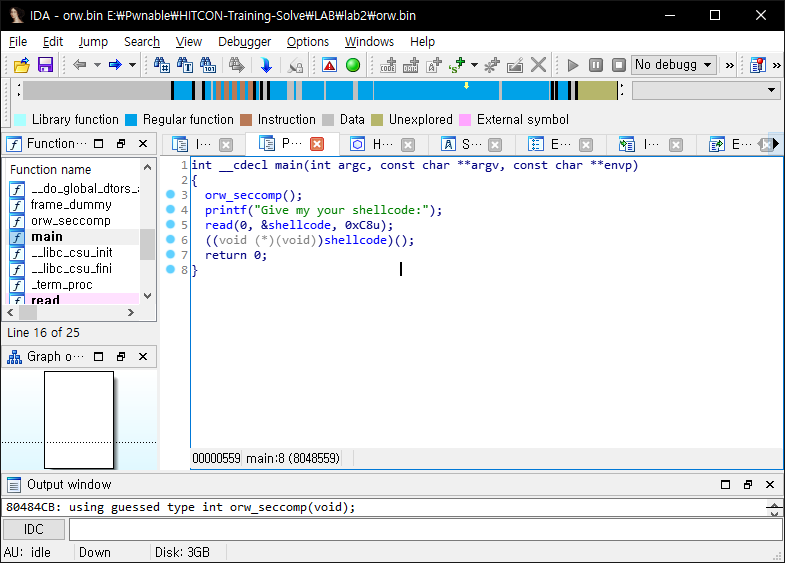 IDA - orw.bin E:₩Pwnable₩HITCON-Training-Solve₩LAB₩lab2₩orw.bin
File Edit Jump Search View Debugger Options Windows Help
No debugg
Library function Regular function Instruction Data Unexplored External symbol
Function··· I··· P··· H··· S··· E··· I··· E···
Function name
__do_global_dtors_a
frame_dummy
orw_seccomp
main
__libc_csu_init
__libc_csu_fini
_term_proc
read
Line 16 of 25
Graph o···
1 int __cdecl main(int argc, const char **argv, const char **envp)
2 {
3 orw_seccomp();
4 printf("Give my your shellcode:");
5 read(0, &shellcode, 0xC8u);
6 ((void (*)(void))shellcode)();
7 return 0;
8 }
00000559 main:8 (8048559)
Output window
80484CB: using guessed type int orw_seccomp(void);
IDC
AU: idle Down Disk: 3GB